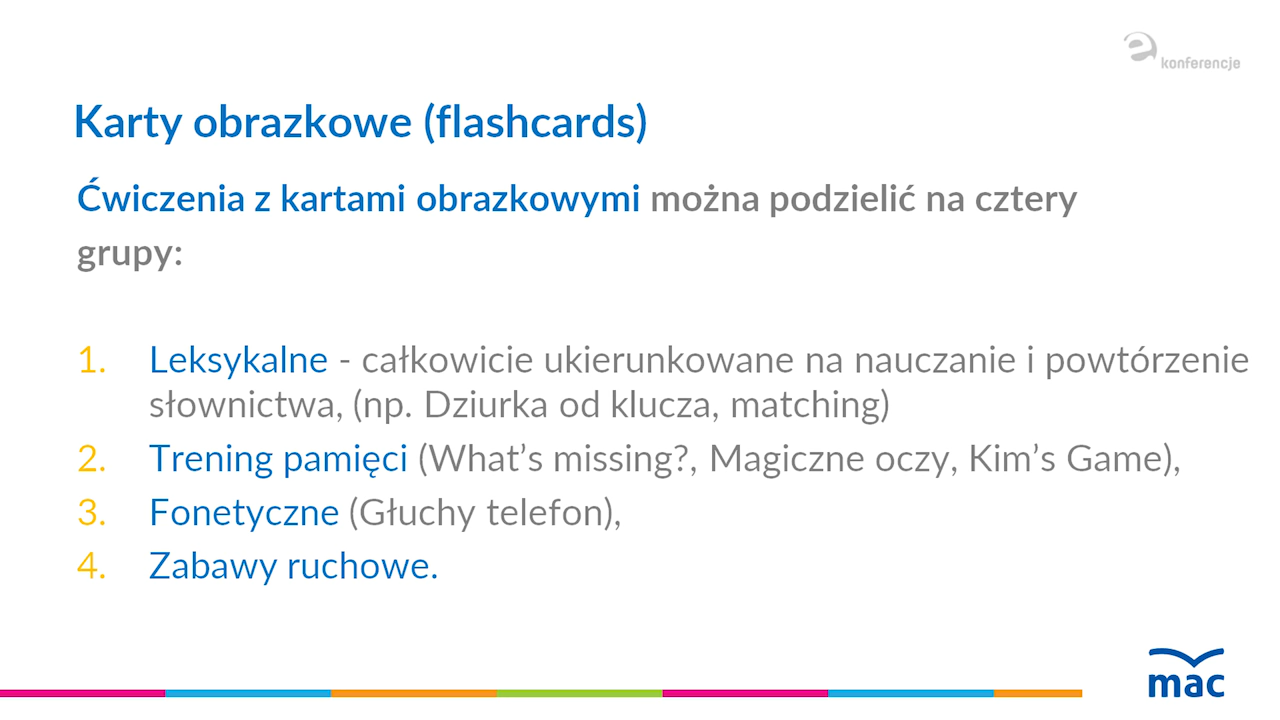 e konferencje
Karty obrazkowe (flashcards)
Ćwiczenia z kartami obrazkowymi można podzielić na cztery
grupy:
1. Leksykalne - całkowicie ukierunkowane na nauczanie i powtórzenie
słownictwa, (np. Dziurka od klucza, matching)
2. Trening pamięci (What’s missing?, Magiczne oczy, Kim’s Game),
3. Fonetyczne (Głuchy telefon),
4. Zabawy ruchowe.
mac